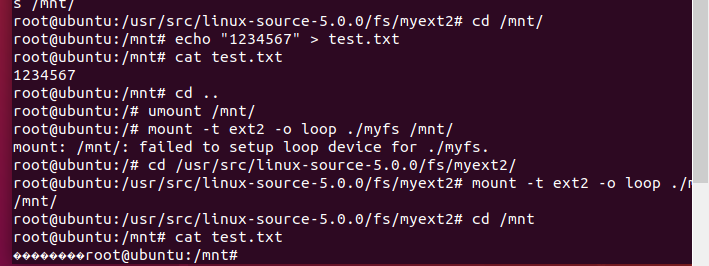 s /mnt/
root@ubuntu:/usr/src/linux-source-5.0.0/fs/myext2# cd /mnt/
root@ubuntu:/mnt# echo "1234567" > test.txt
root@ubuntu:/mnt# cat test.txt
1234567
root@ubuntu:/mnt# cd ..
root@ubuntu:/# umount /mnt/
root@ubuntu:/# mount -t ext2 -o loop ./myfs /mnt/
mount: /mnt/: failed to setup loop device for ./myfs.
root@ubuntu:/# cd /usr/src/linux-source-5.0.0/fs/myext2/
root@ubuntu:/usr/src/linux-source-5.0.0/fs/myext2# mount -t ext2 -o loop ./m
/mnt/
root@ubuntu:/usr/src/linux-source-5.0.0/fs/myext2# cd /mnt
root@ubuntu:/mnt# cat test.txt
��������root@ubuntu:/mnt#